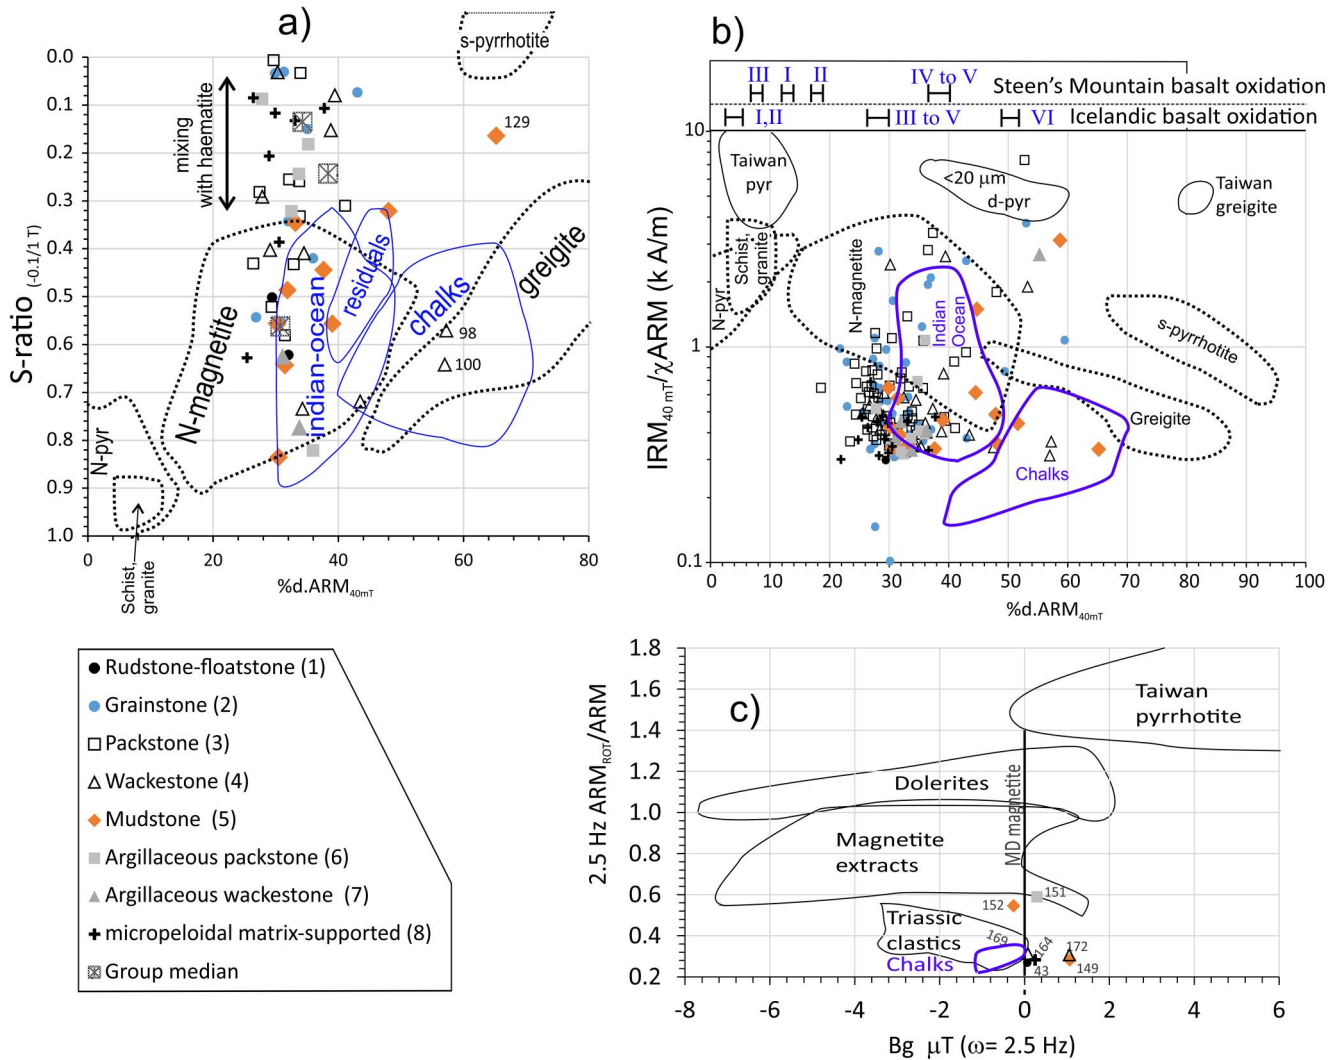 a)
s-pyrrhotite
0.0
0.1
0.2
0.3
0.4
0.5
0.6
0.7
0.8
0.9
1.0
S-ratio (-0.1/1 T)
mixing
with haematite
129
N-magnetite
indian-ocean
residuals
chalks
greigite
98
100
N-pyr
Schist,
granite
0
20
40
60
80
%d.ARM40mT
b)
III
I
II
IV to V
Steen's Mountain basalt oxidation
I,II
III to V
VI
Icelandic basalt oxidation
10
1
0.1
IRM40 mT/χARM (k A/m)
Taiwan
pyr
<20 μm
d-pyr
Taiwan
greigite
Schist,
granite
N-pyr
N-magnetite
Indian
Ocean
s-pyrrhotite
Greigite
Chalks
0
10
20
30
40
50
60
70
80
90
100
%d.ARM40mT
Rudstone-floatstone (1)
Grainstone (2)
Packstone (3)
Wackestone (4)
Mudstone (5)
Argillaceous packstone (6)
Argillaceous wackestone (7)
micropeloidal matrix-supported (8)
Group median
c)
1.8
1.6
1.4
1.2
1.0
0.8
0.6
0.4
0.2
2.5 Hz ARMROT/ARM
Taiwan
pyrrhotite
Dolerites
MD magnetite
Magnetite
extracts
151
152
Triassic
clastics
Chalks
169
164
172
43
149
-8
-6
-4
-2
0
2
4
6
Bg μT (ω= 2.5 Hz)